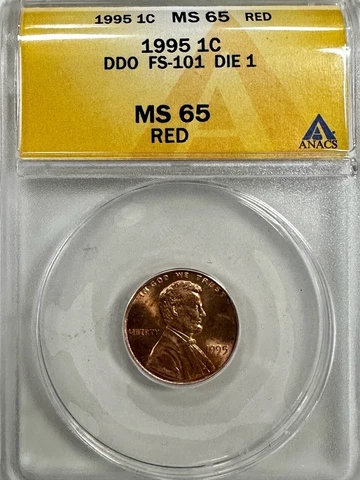 1995 1C MS 65 RED
1995 1C
DDO FS-101 DIE 1
MS 65
RED
ANACS
IN GOD WE TRUST
LIBERTY
1995